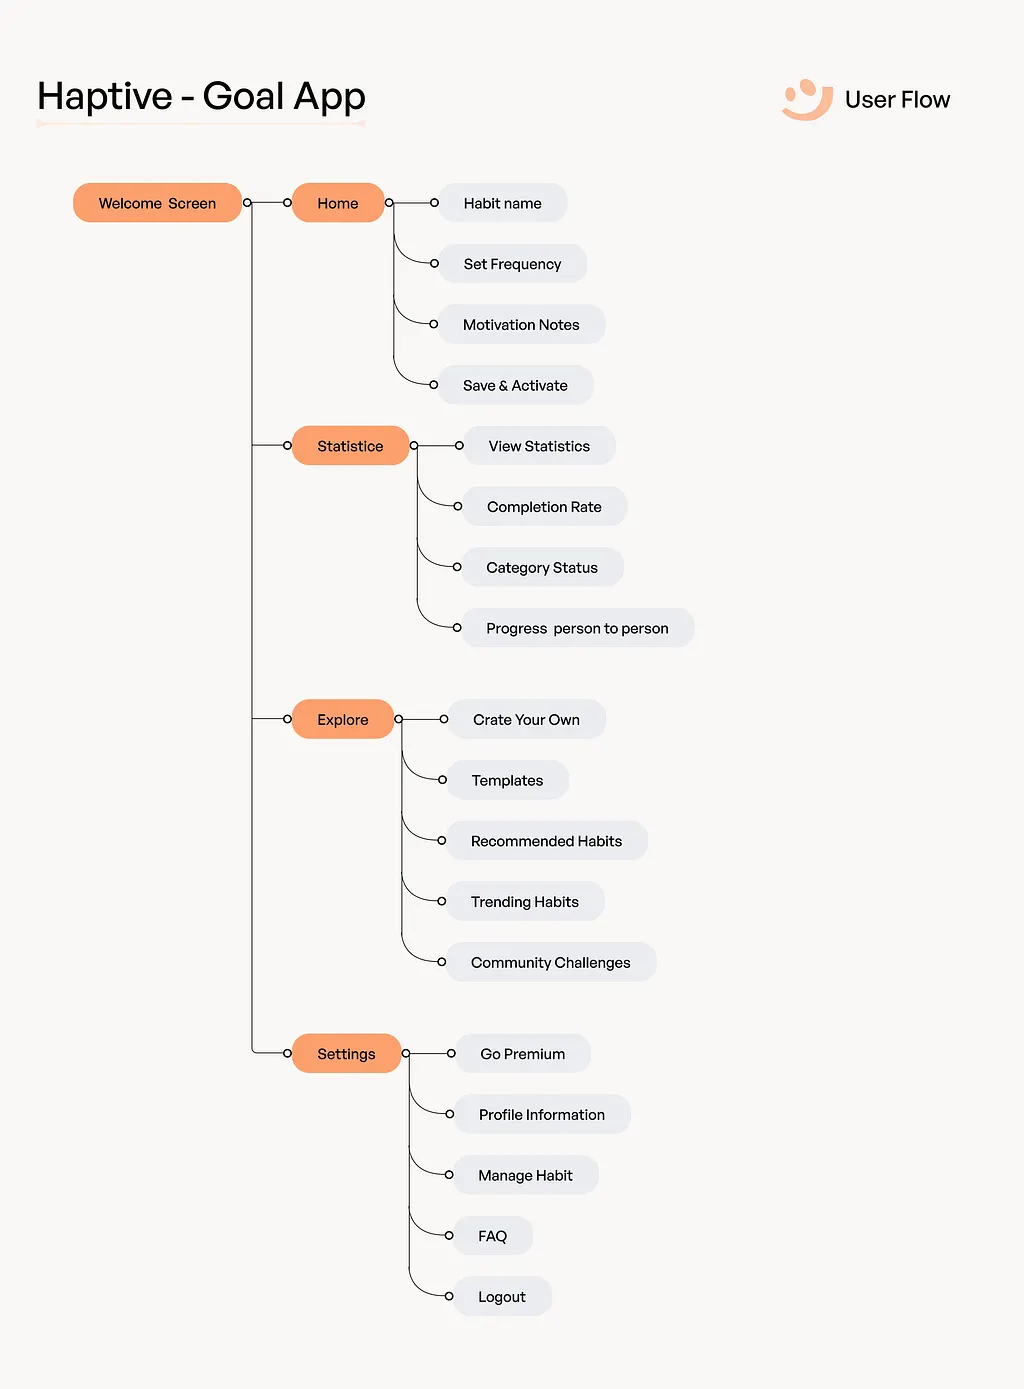 Haptive - Goal App
User Flow
Welcome Screen
Home
Habit name
Set Frequency
Motivation Notes
Save & Activate
Statistice
View Statistics
Completion Rate
Category Status
Progress person to person
Explore
Crate Your Own
Templates
Recommended Habits
Trending Habits
Community Challenges
Settings
Go Premium
Profile Information
Manage Habit
FAQ
Logout